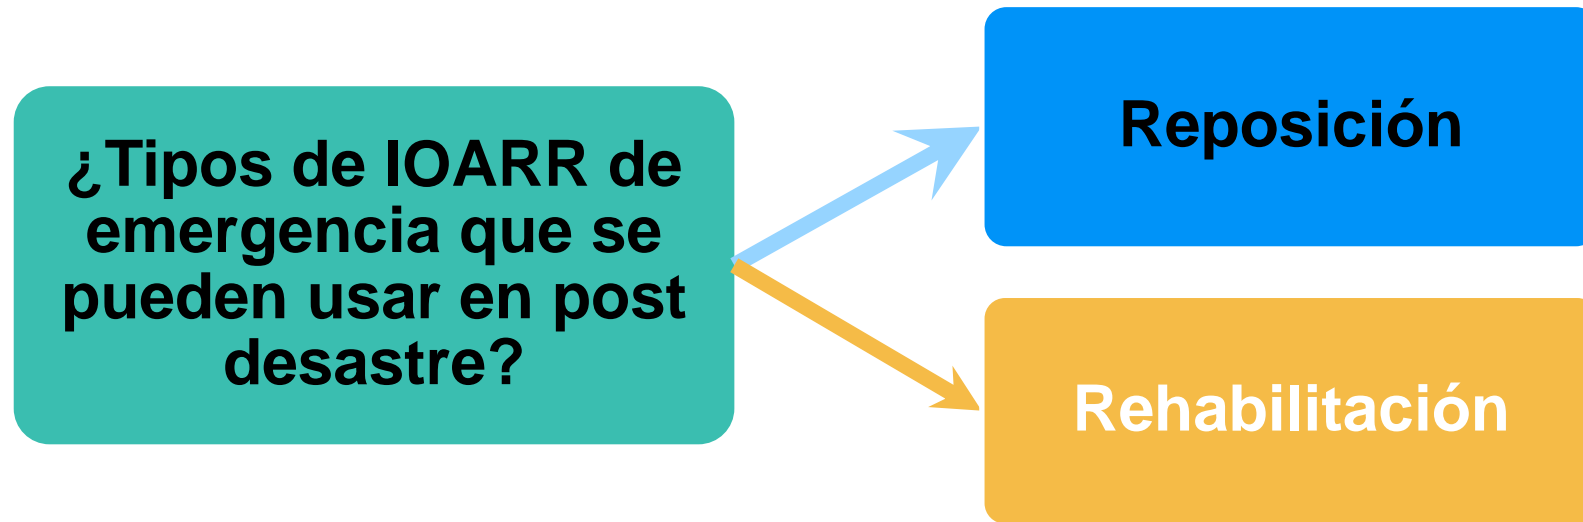 ¿Tipos de IOARR de
emergencia que se
pueden usar en post
desastre?
Reposición
Rehabilitación